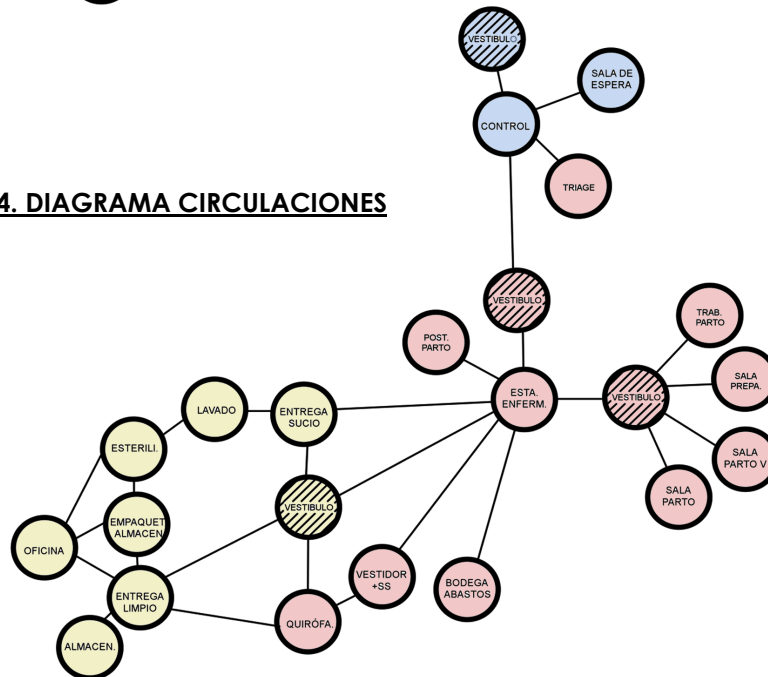 VESTIBULO
SALA DE
ESPERA
CONTROL
TRIAGE
4. DIAGRAMA CIRCULACIONES
VESTIBULO
POST.
PARTO
TRAB.
PARTO
SALA
PREPA.
ESTA.
ENFERM.
VESTIBULO
LAVADO
ENTREGA
SUCIO
ESTERILI.
SALA
PARTO V
SALA
PARTO
VESTIBULO
EMPAQUET
ALMACEN
OFICINA
VESTIDOR
+SS
BODEGA
ABASTOS
ENTREGA
LIMPIO
QUIRÓFA.
ALMACEN.